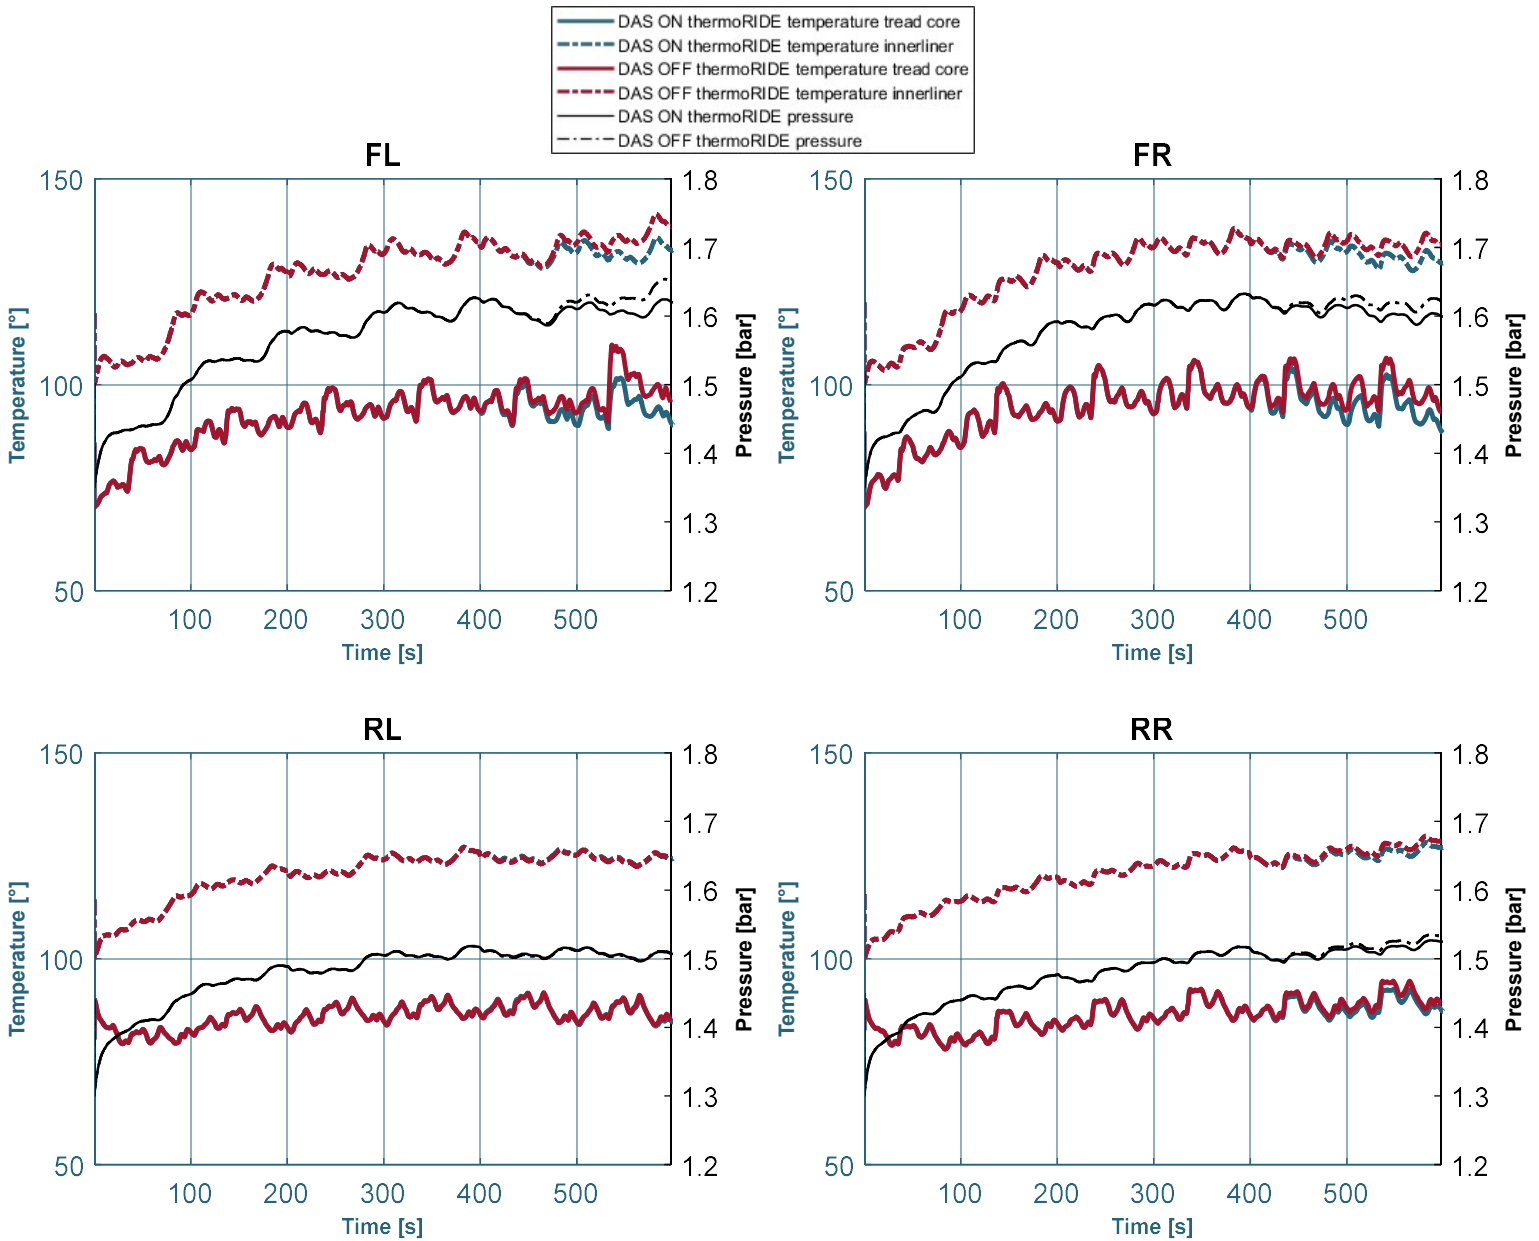 DAS ON thermoRIDE temperature tread core
DAS ON thermoRIDE temperature innerliner
DAS OFF thermoRIDE temperature tread core
DAS OFF thermoRIDE temperature innerliner
DAS ON thermoRIDE pressure
DAS OFF thermoRIDE pressure
FL
150
100
50
Temperature [°]
100 200 300 400 500
Time [s]
1.8
1.7
1.6
1.5
1.4
1.3
1.2
Pressure [bar]
FR
150
100
50
Temperature [°]
100 200 300 400 500
Time [s]
1.8
1.7
1.6
1.5
1.4
1.3
1.2
Pressure [bar]
RL
150
100
50
Temperature [°]
100 200 300 400 500
Time [s]
1.8
1.7
1.6
1.5
1.4
1.3
1.2
Pressure [bar]
RR
150
100
50
Temperature [°]
100 200 300 400 500
Time [s]
1.8
1.7
1.6
1.5
1.4
1.3
1.2
Pressure [bar]